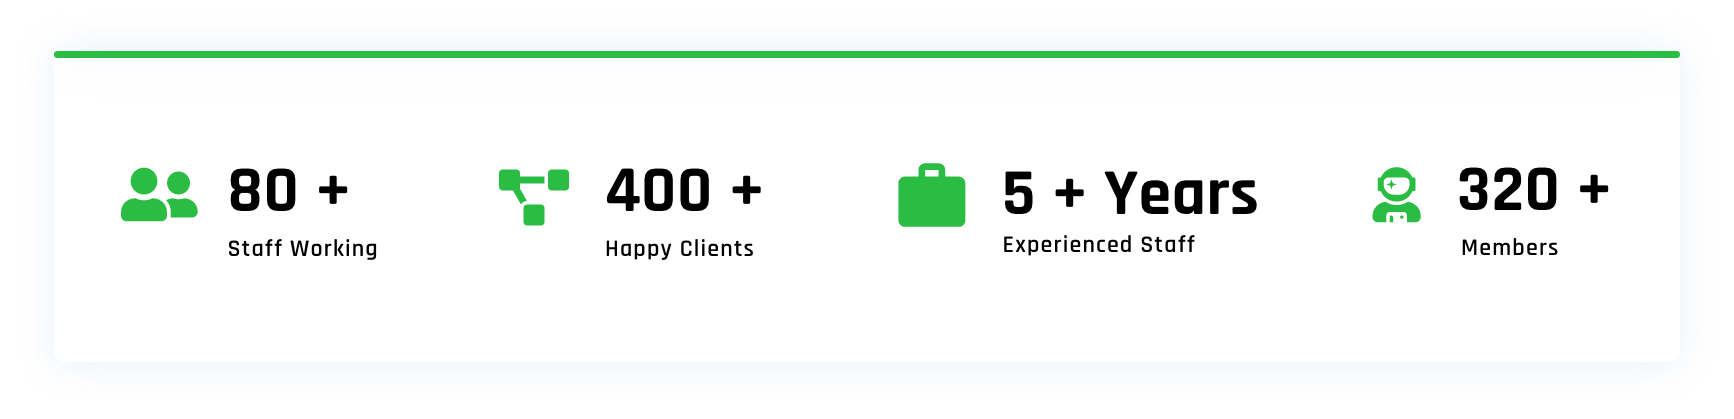 80 +
Staff Working
400 +
Happy Clients
5 + Years
Experienced Staff
320 +
Members